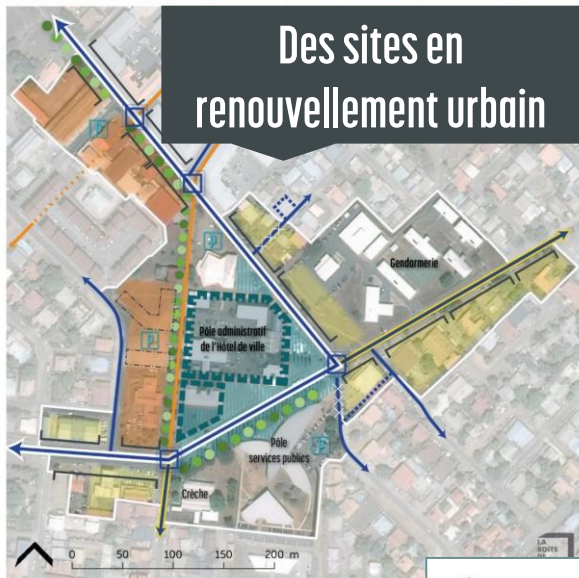 Des sites en
renouvellement urbain
P
P
Gendarmerie
Pôle administratif
de l'Hôtel de ville
P
Pôle
services publics
P
Crèche
0 50 100 150 200 m
LA
BOITE
DE